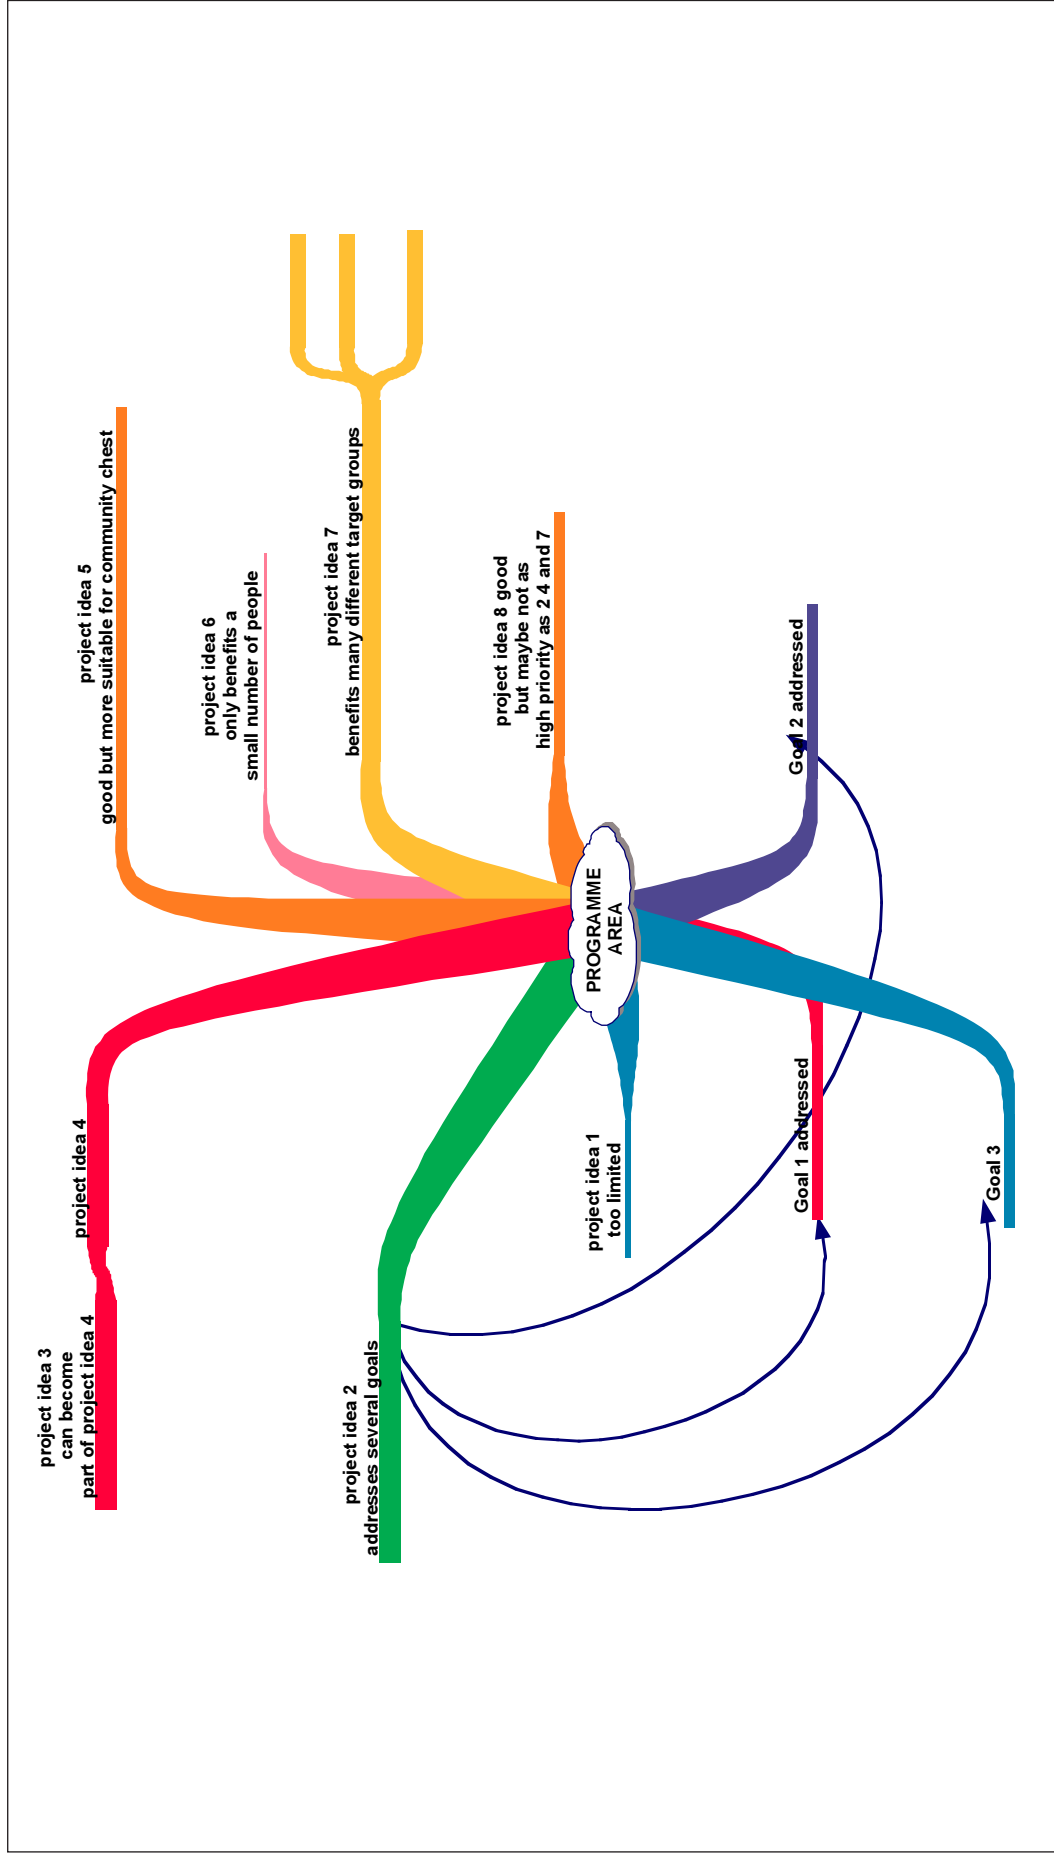 project idea 3
can become
part of project idea 4
project idea 4
project idea 5
good but more suitable for community chest
project idea 6
only benefits a
small number of people
project idea 7
benefits many different target groups
project idea 2
addresses several goals
project idea 8 good
but maybe not as
high priority as 2 4 and 7
PROGRAMME
AREA
project idea 1
too limited
Goal 1 addressed
Goal 2 addressed
Goal 3